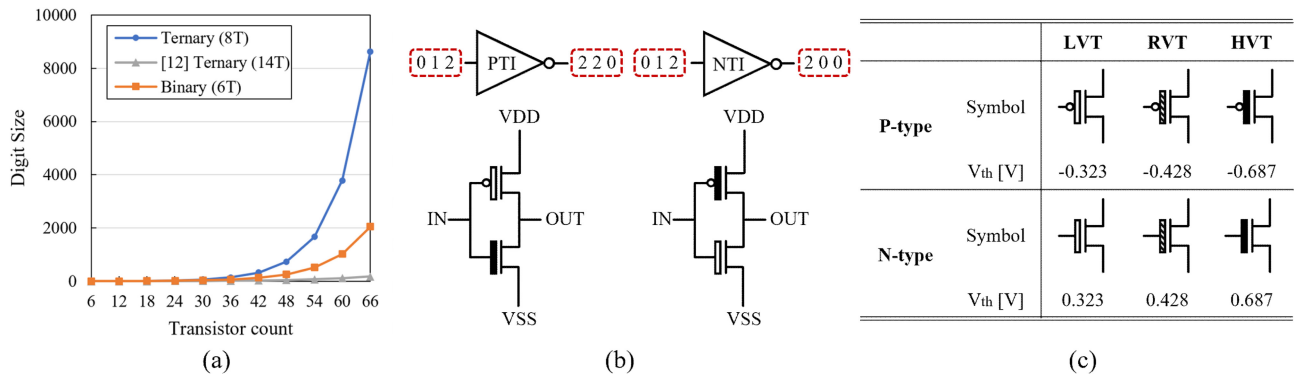 10000
8000
6000
4000
2000
0
Digit Size
Ternary (8T)
[12] Ternary (14T)
Binary (6T)
6 12 18 24 30 36 42 48 54 60 66
Transistor count
(a)
0 1 2 PTI 2 2 0
0 1 2 NTI 2 0 0
VDD
IN OUT
VSS
VDD
IN OUT
VSS
(b)
LVT RVT HVT
P-type
Symbol
Vth [V] -0.323 -0.428 -0.687
N-type
Symbol
Vth [V] 0.323 0.428 0.687
(c)